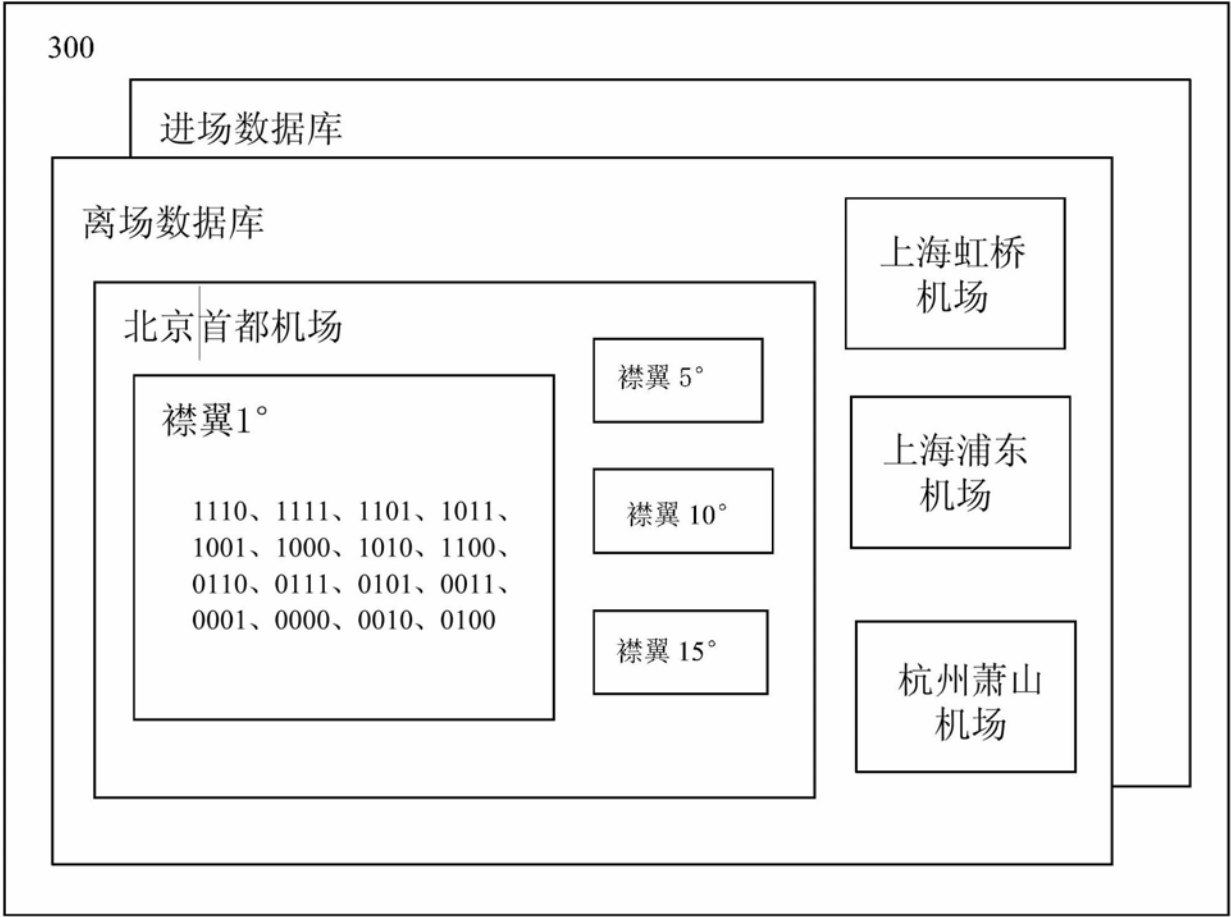 300
进场数据库
离场数据库
北京首都机场
襟翼1°
1110、1111、1101、1011、
1001、1000、1010、1100、
0110、0111、0101、0011、
0001、0000、0010、0100
襟翼 5°
襟翼 10°
襟翼 15°
上海虹桥
机场
上海浦东
机场
杭州萧山
机场